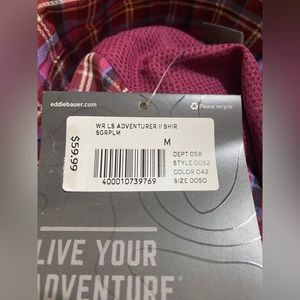 eddiebauer.com
Please recycle
WR LS ADVENTURER II SHIR
SGRPLM
M
$59.99
DEPT 058
STYLE 0052
COLOR 042
SIZE 0050
400010739769
LIVE YOUR
ADVENTURE